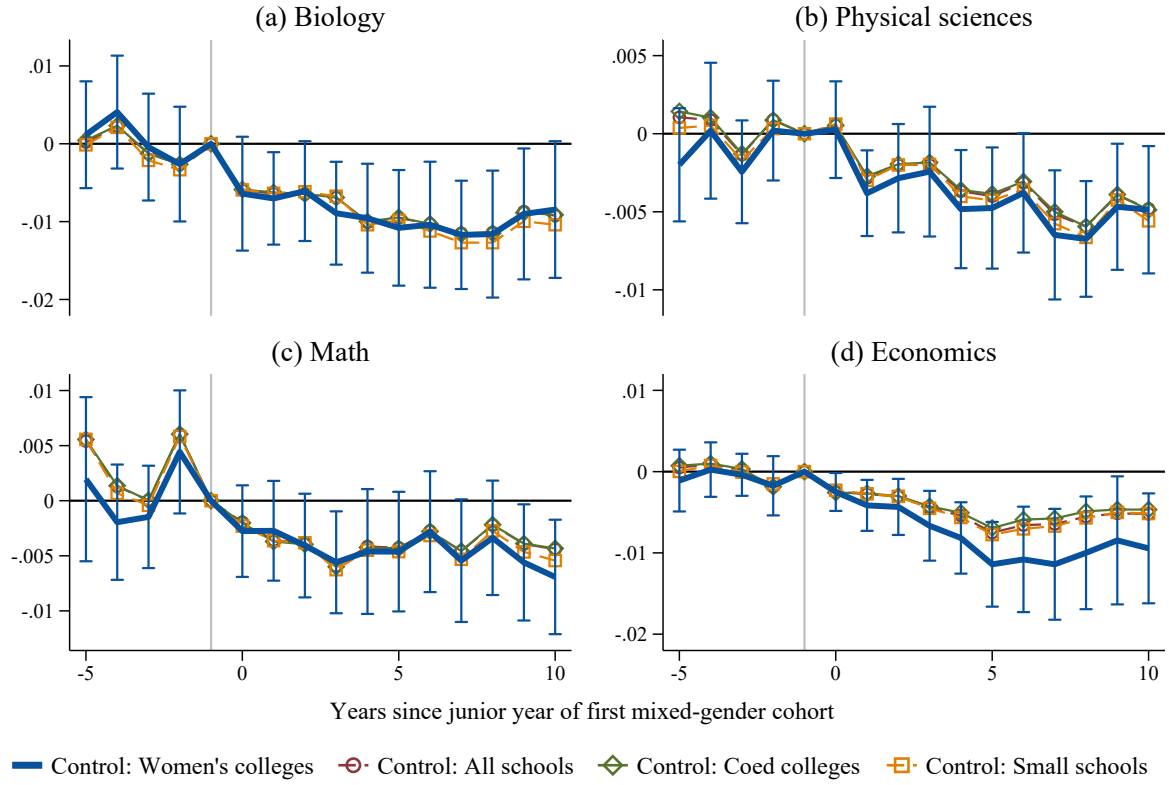 (a) Biology
(b) Physical sciences
.01
0
-.01
-.02
.005
0
-.005
-.01
(c) Math
(d) Economics
.01
.005
0
-.005
-.01
-5
0
5
10
.01
0
-.01
-.02
-5
0
5
10
Years since junior year of first mixed-gender cohort
Control: Women's colleges
Control: All schools
Control: Coed colleges
Control: Small schools